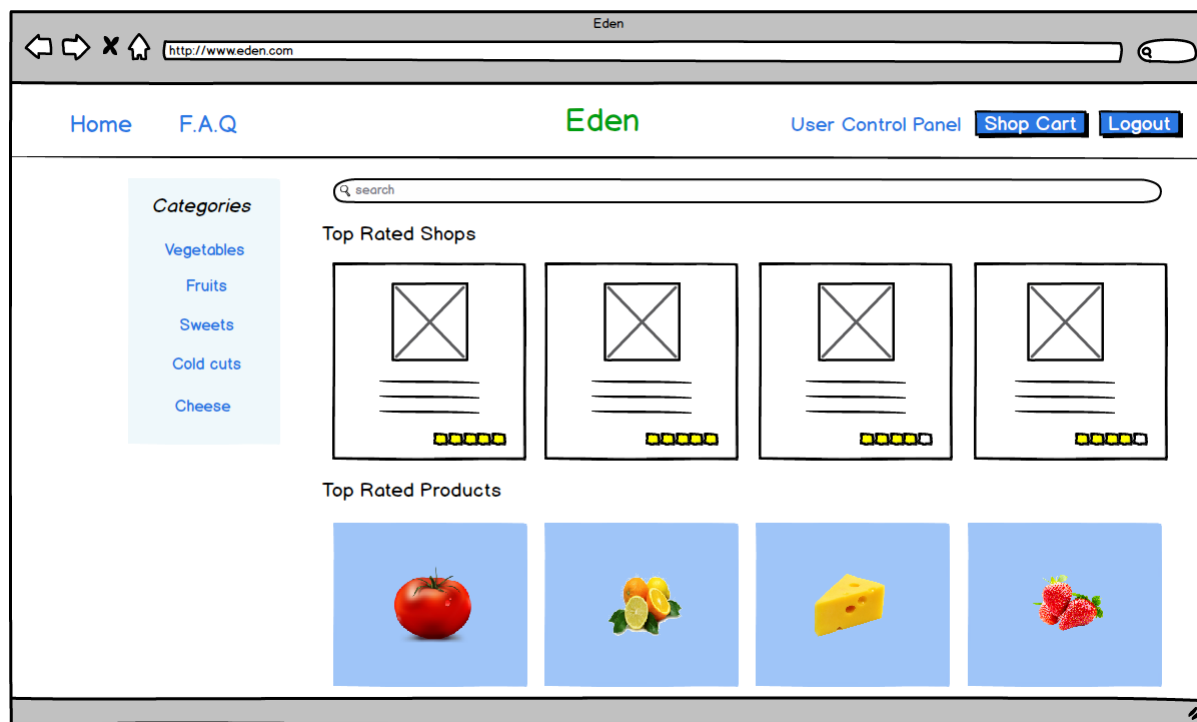 Eden
http://www.eden.com
Home F.A.Q Eden User Control Panel Shop Cart Logout
search
Categories
Vegetables
Fruits
Sweets
Cold cuts
Cheese
Top Rated Shops
Top Rated Products